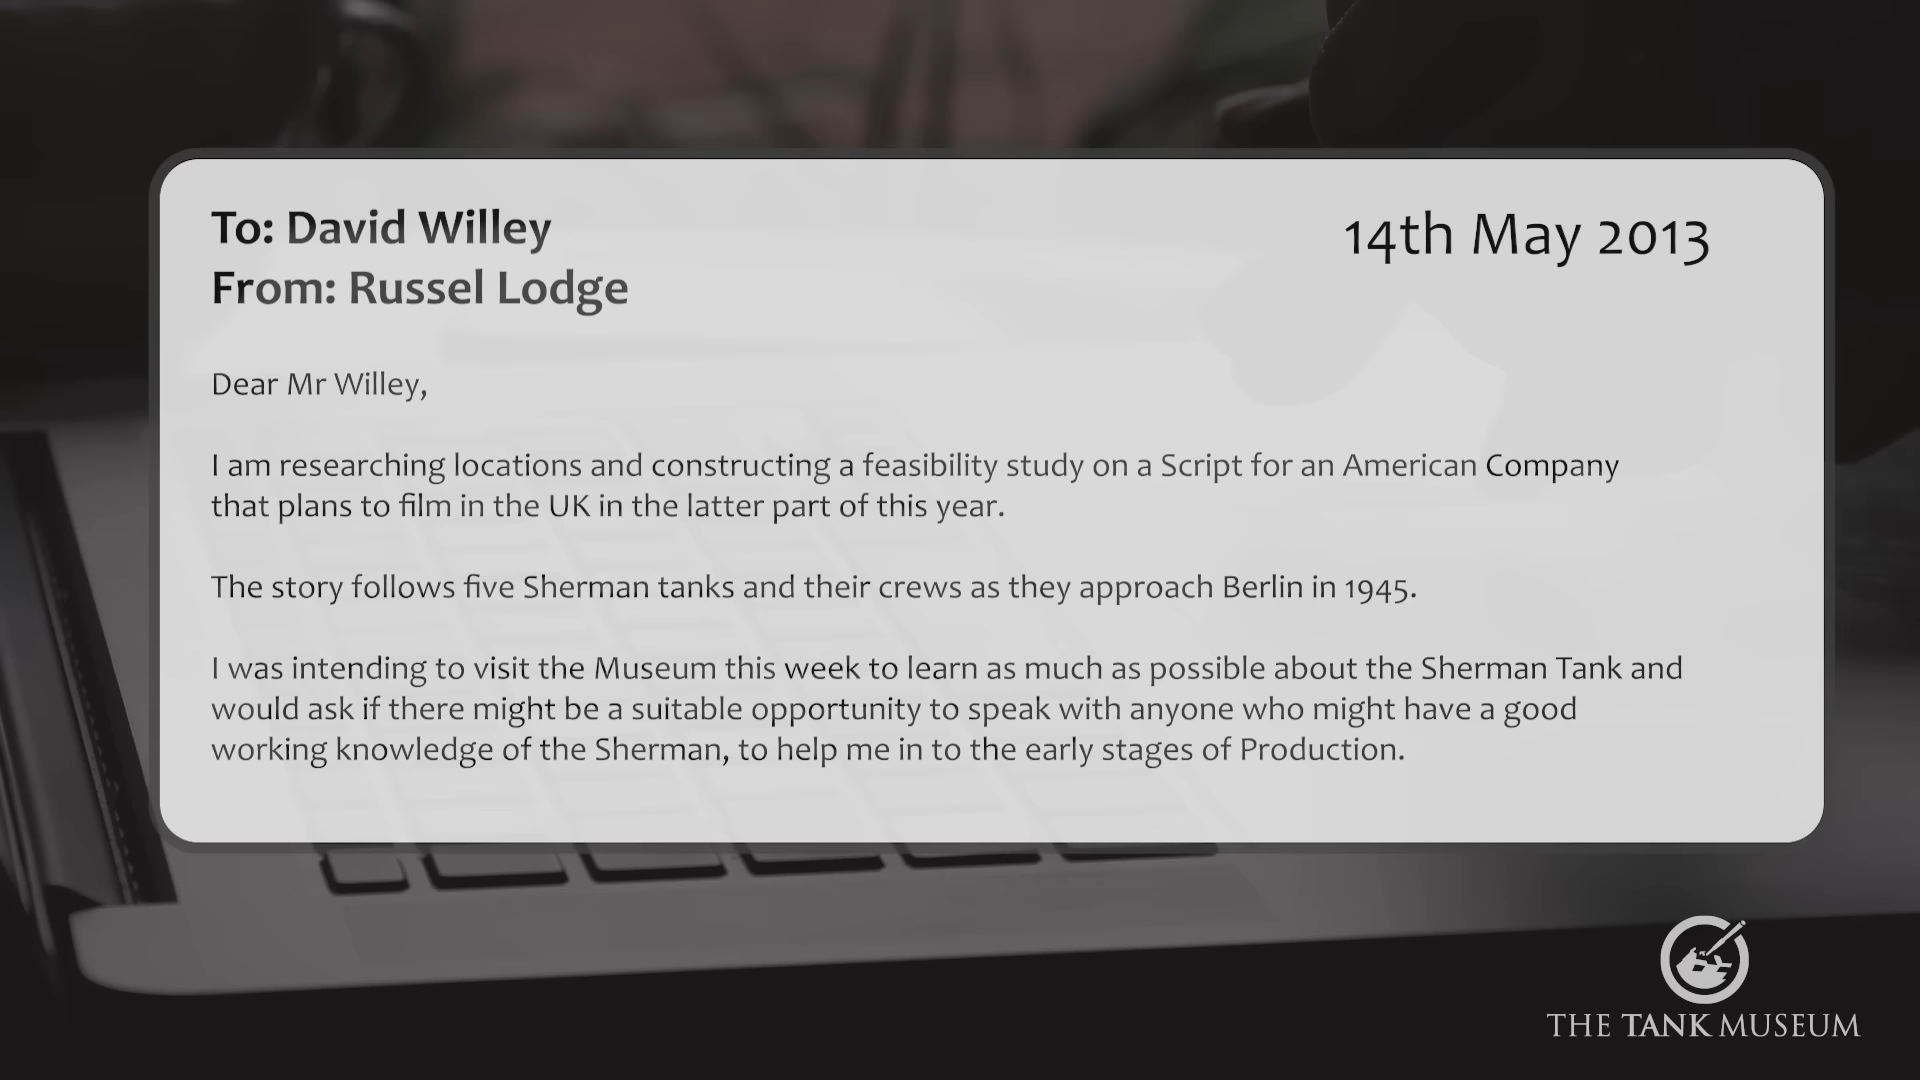 To: David Willey
From: Russel Lodge
14th May 2013
Dear Mr Willey,
I am researching locations and constructing a feasibility study on a Script for an American Company
that plans to film in the UK in the latter part of this year.
The story follows five Sherman tanks and their crews as they approach Berlin in 1945.
I was intending to visit the Museum this week to learn as much as possible about the Sherman Tank and
would ask if there might be a suitable opportunity to speak with anyone who might have a good
working knowledge of the Sherman, to help me in to the early stages of Production.
THE TANK MUSEUM